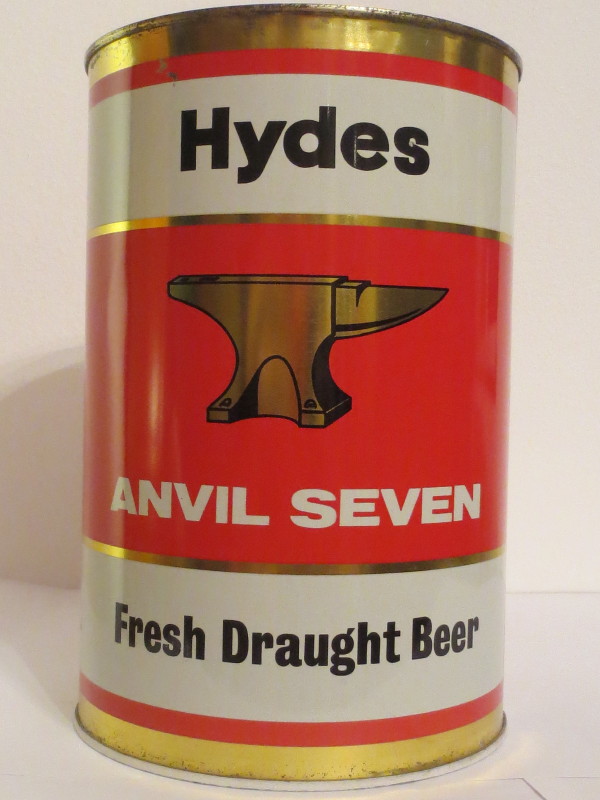 Hydes
ANVIL SEVEN
Fresh Draught Beer